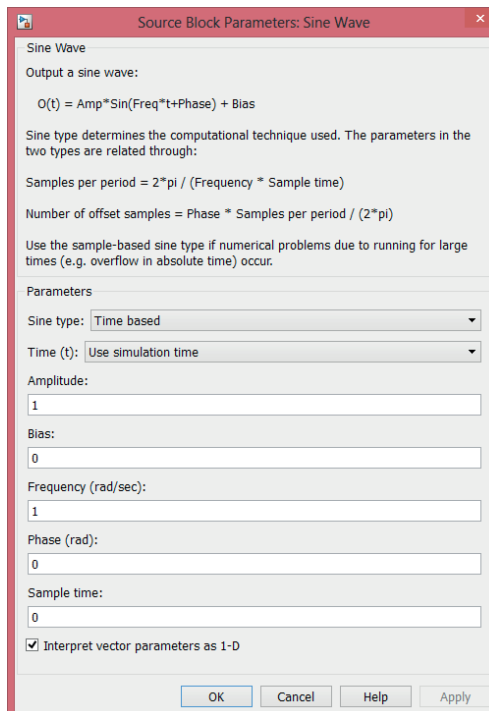 Source Block Parameters: Sine Wave
Sine Wave
Output a sine wave:
O(t) = Amp*Sin(Freq*t+Phase) + Bias
Sine type determines the computational technique used. The parameters in the
two types are related through:
Samples per period = 2*pi / (Frequency * Sample time)
Number of offset samples = Phase * Samples per period / (2*pi)
Use the sample-based sine type if numerical problems due to running for large
times (e.g. overflow in absolute time) occur.
Parameters
Sine type: Time based
Time (t): Use simulation time
Amplitude:
1
Bias:
0
Frequency (rad/sec):
1
Phase (rad):
0
Sample time:
0
Interpret vector parameters as 1-D
OK Cancel Help Apply